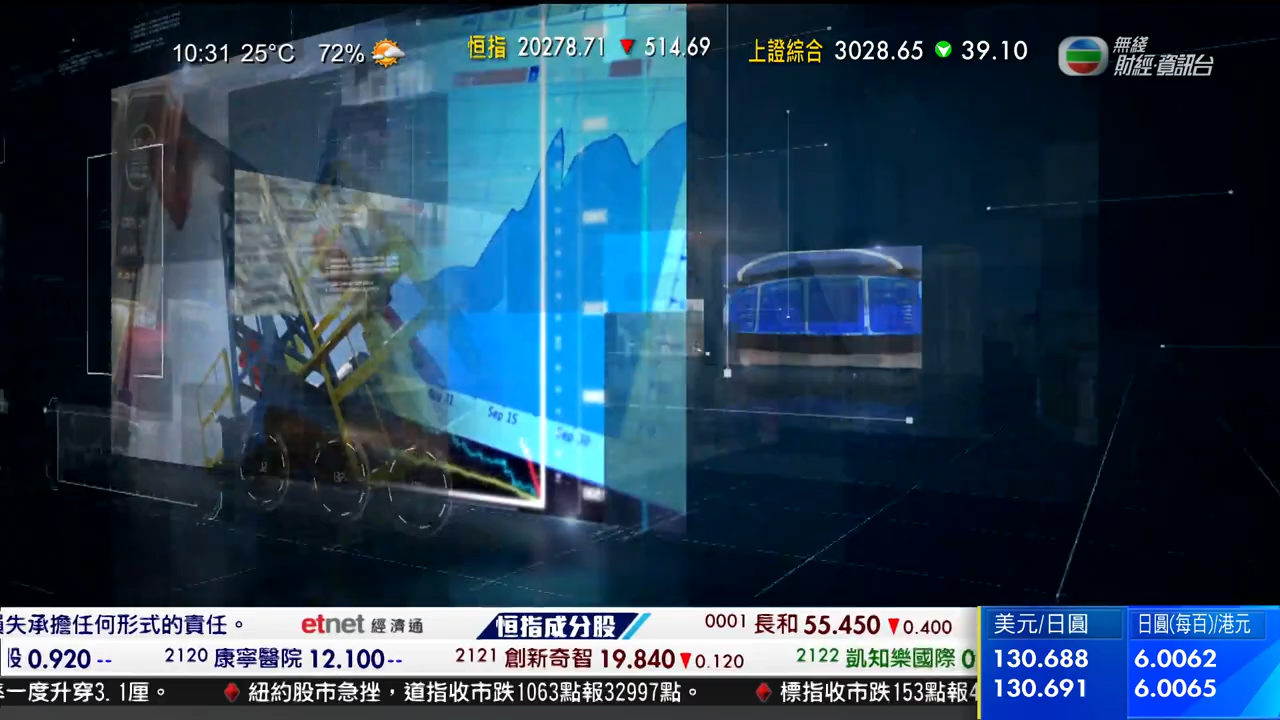 10:31 25°C 72%
恒指 20278.71 ▼ 514.69
上證綜合 3028.65 39.10
無綫
財經·資訊台
Sep 15
Sep 30
失承擔任何形式的責任。
etnet 經濟通
恒指成分股
0001 長和 55.450 ▼0.400
股 0.920 --
2120 康寧醫院 12.100 --
2121 創新奇智 19.840 ▼0.120
2122 凱知樂國際
一度升穿3.1厘。
紐約股市急挫，道指收市跌1063點報32997點。
標指收市跌153點報4
美元/日圓
130.688
130.691
日圓(每百)/港元
6.0062
6.0065